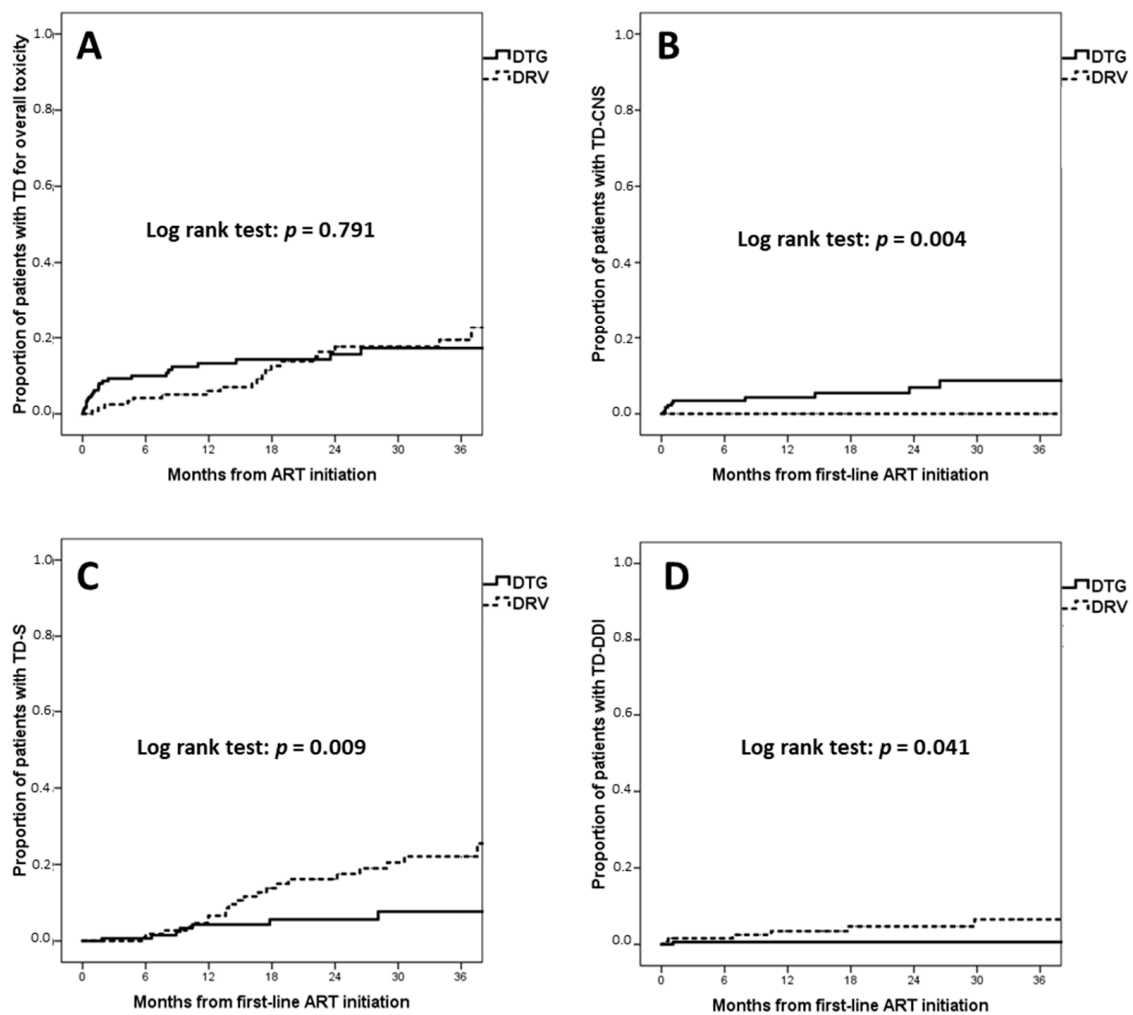 A
Proportion of patients with TD for overall toxicity
1.0
0.8
0.6
0.4
0.2
0.0
DTG
DRV
Log rank test: p = 0.791
0 6 12 18 24 30 36
Months from ART initiation
B
Proportion of patients with TD-CNS
1.0
0.8
0.6
0.4
0.2
0.0
DTG
DRV
Log rank test: p = 0.004
0 6 12 18 24 30 36
Months from first-line ART initiation
C
Proportion of patients with TD-S
1.0
0.8
0.6
0.4
0.2
0.0
DTG
DRV
Log rank test: p = 0.009
0 6 12 18 24 30 36
Months from first-line ART initiation
D
Proportion of patients with TD-DDI
1.0
0.8
0.6
0.4
0.2
0.0
DTG
DRV
Log rank test: p = 0.041
0 6 12 18 24 30 36
Months from first-line ART initiation